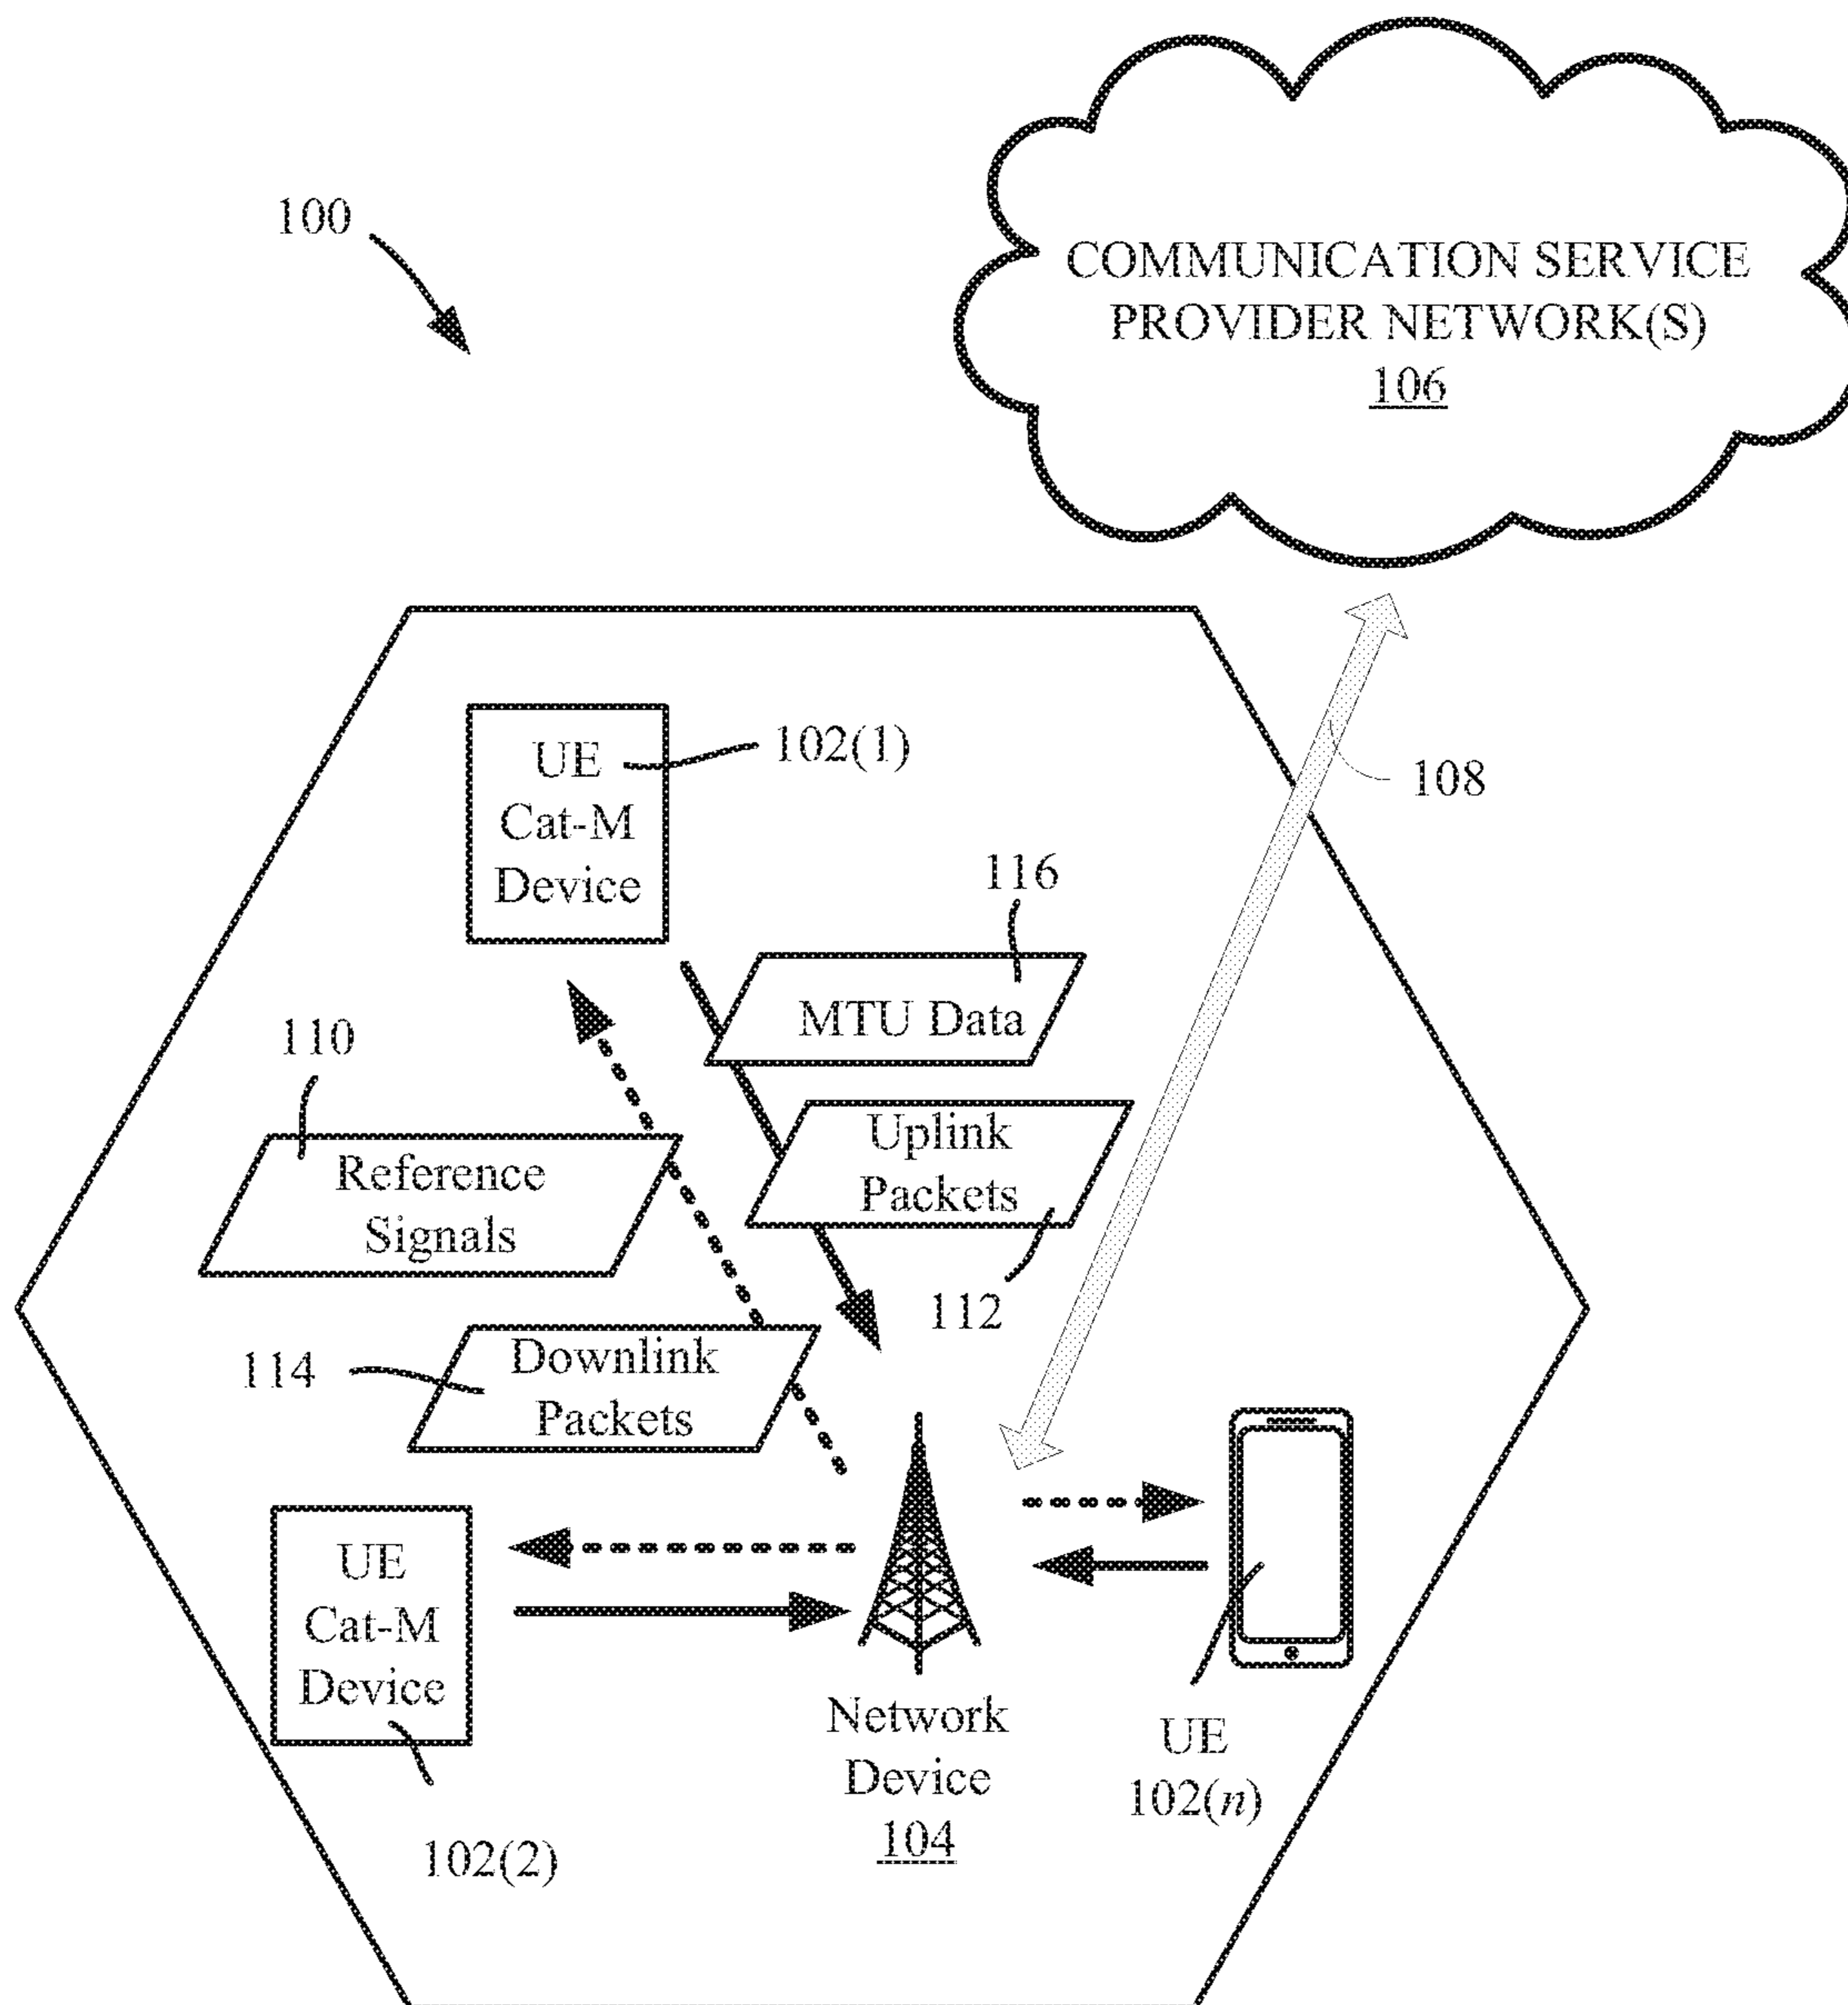 100
COMMUNICATION SERVICE
PROVIDER NETWORK(S)
106
UE
Cat-M
Device
102(1)
108
116
MTU Data
110
Reference
Signals
Uplink
Packets
112
114
Downlink
Packets
UE
Cat-M
Device
102(2)
Network
Device
104
UE
102(n)